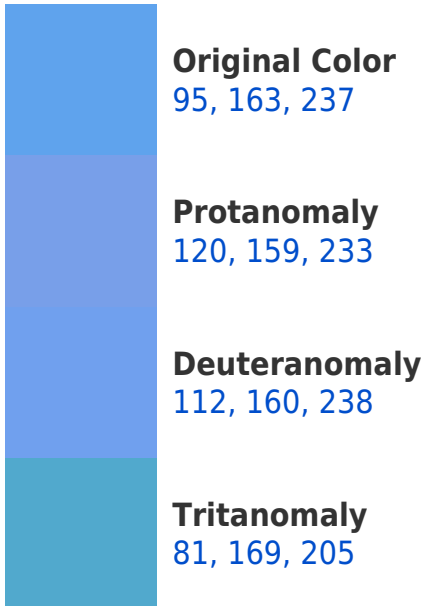 Original Color
95, 163, 237
Protanomaly
120, 159, 233
Deuteranomaly
112, 160, 238
Tritanomaly
81, 169, 205